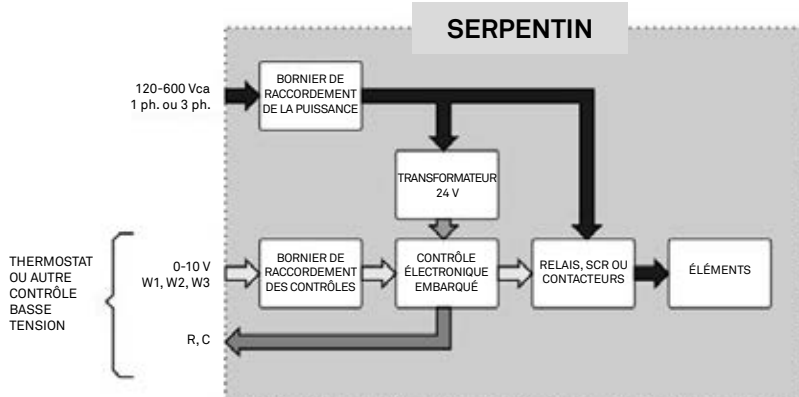 SERPENTIN
120-600 Vca
1 ph. ou 3 ph.
BORNIER DE
RACCORDEMENT
DE LA PUISSANCE
TRANSFORMATEUR
24 V
THERMOSTAT
OU AUTRE
CONTRÔLE
BASSE
TENSION
0-10 V
W1, W2, W3
BORNIER DE
RACCORDEMENT
DES CONTRÔLES
CONTRÔLE
ÉLECTRONIQUE
EMBARQUÉ
RELAIS, SCR OU
CONTACTEURS
ÉLÉMENTS
R, C